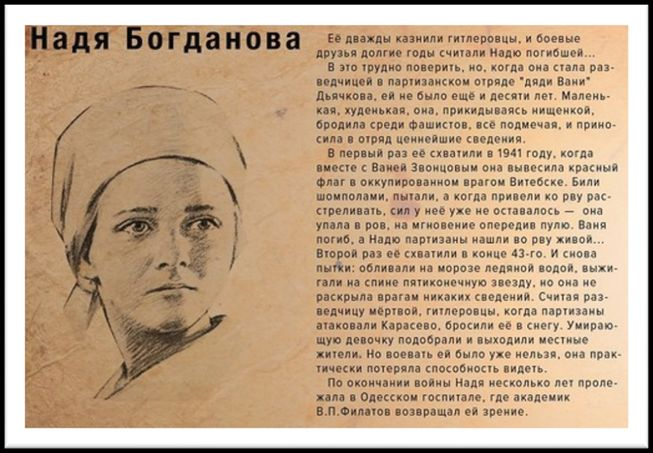 Надя Богданова
Её дважды казнили гитлеровцы, и боевые
друзья долгие годы считали Надю погибшей...
В это трудно поверить, но, когда она стала раз-
ведчицей в партизанском отряде "дяди Вани"
Дьячкова, ей не было ещё и десяти лет. Малень-
кая, худенькая, она, прикидываясь нищенкой,
бродила среди фашистов, всё подмечая, и прино-
сила в отряд ценнейшие сведения.
В первый раз её схватили в 1941 году, когда
вместе с Ваней Звонцовым она вывесила красный
флаг в оккупированном врагом Витебске. Били
шомполами, пытали, а когда привели ко рву рас-
стреливать, сил у неё уже не оставалось — она
упала в ров, на мгновение опередив пулю. Ваня
погиб, а Надю партизаны нашли во рву живой...
Второй раз её схватили в конце 43-го. И снова
пытки: обливали на морозе ледяной водой, выжи-
гали на спине пятиконечную звезду, но она не
раскрыла врагам никаких сведений. Считая раз-
ведчицу мёртвой, гитлеровцы, когда партизаны
атаковали Карасево, бросили её в снегу. Умираю-
щую девочку подобрали и выходили местные
жители. Но воевать ей было уже нельзя, она прак-
тически потеряла способность видеть.
По окончании войны Надя несколько лет проле-
жала в Одесском госпитале, где академик
В.П.Филатов возвращал ей зрение.